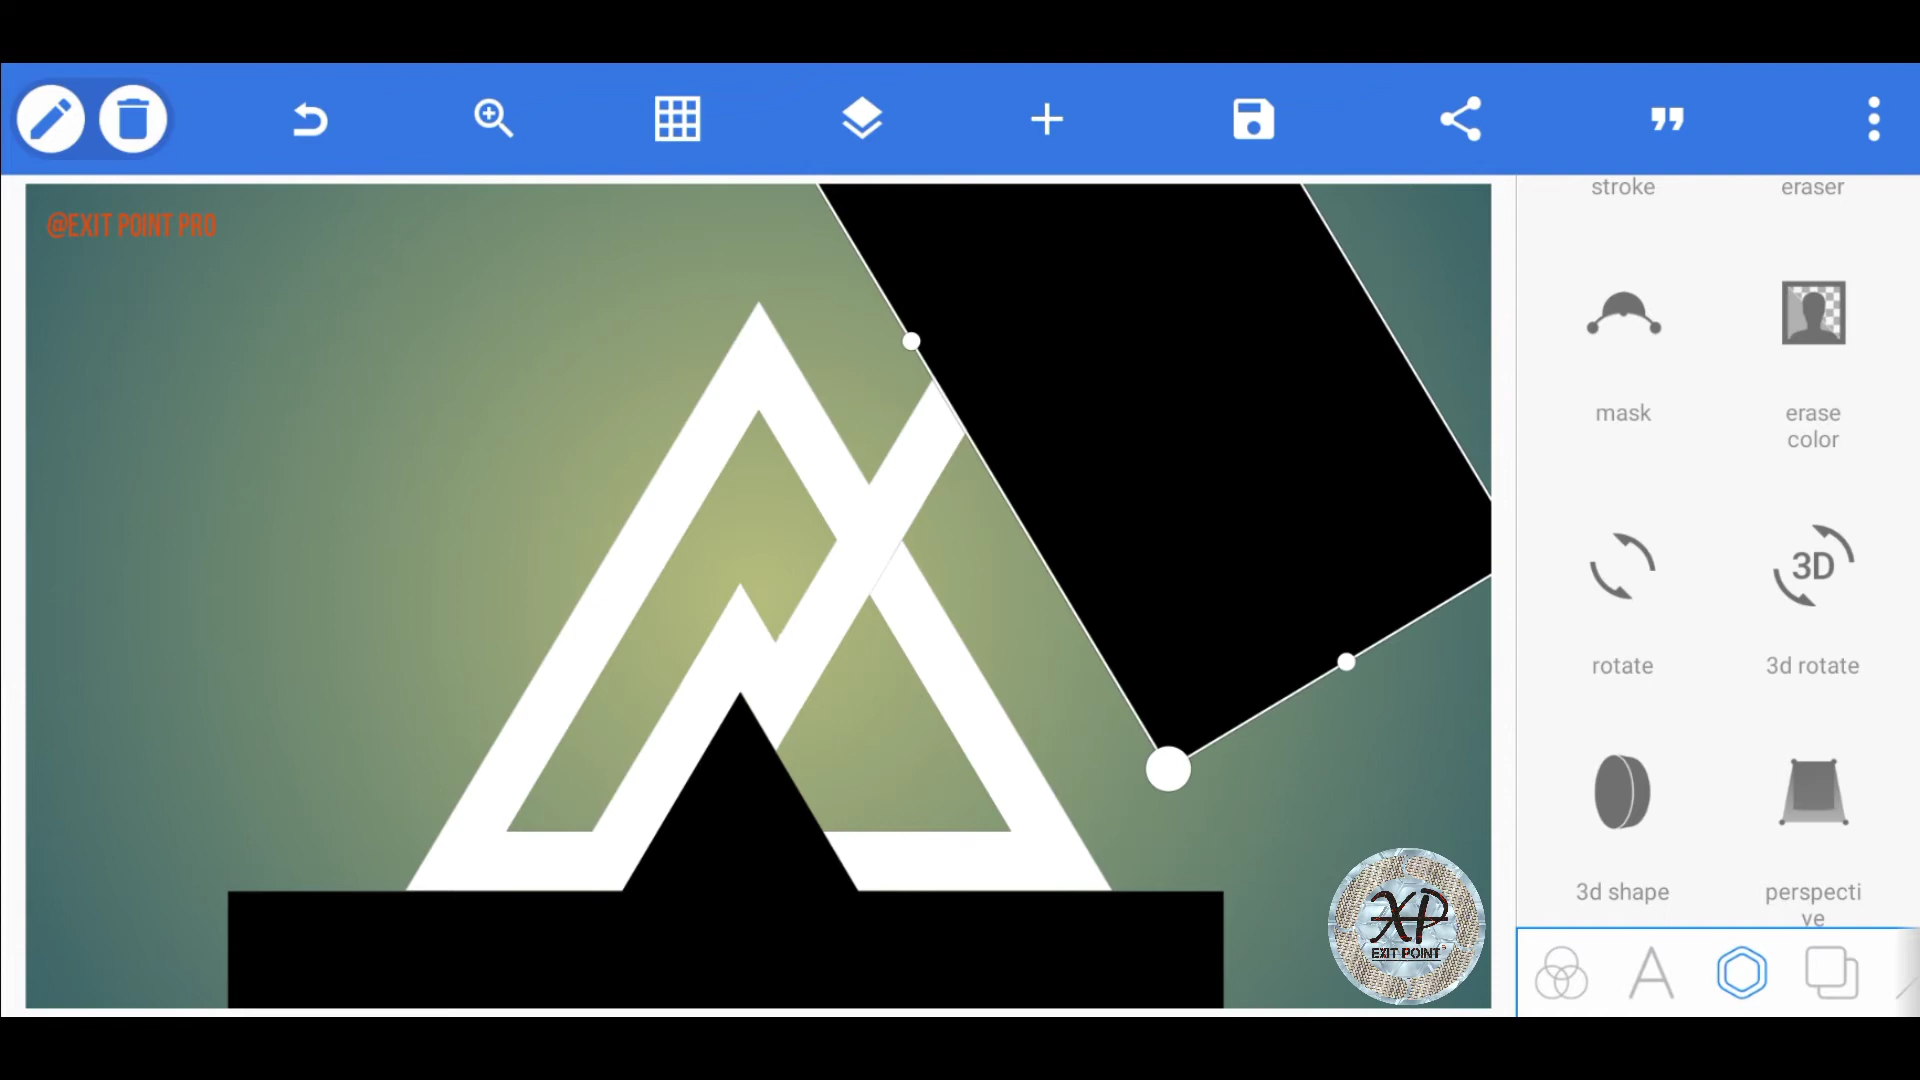 stroke
eraser
@EXIT POINT PRO
mask
erase
color
3D
rotate
3d rotate
3d shape
perspecti
ve
XP
EXIT POINT
A